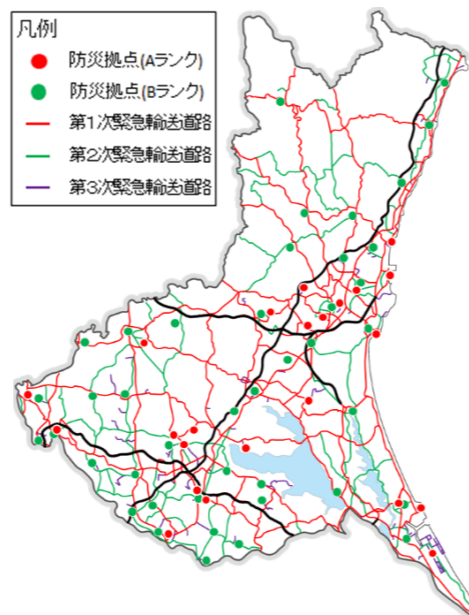 凡例
防災拠点(Aランク)
防災拠点(Bランク)
第1次緊急輸送道路
第2次緊急輸送道路
第3次緊急輸送道路